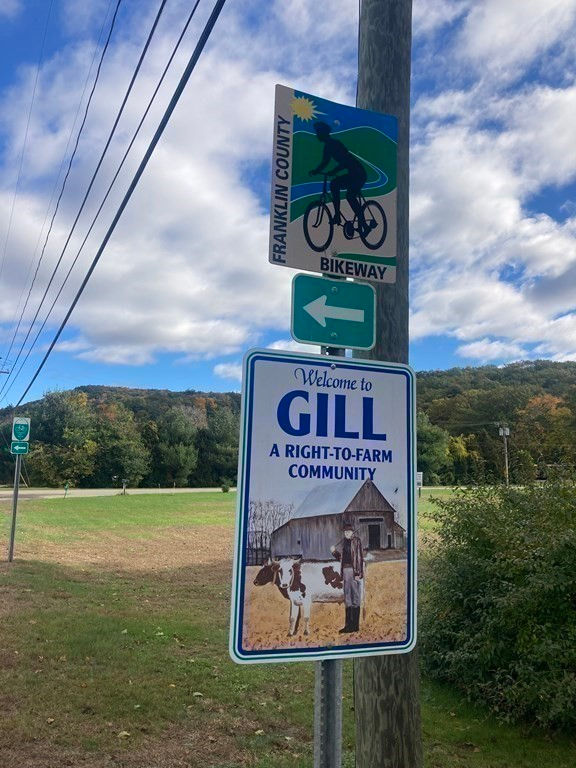 FRANKLIN COUNTY
BIKEWAY
Welcome to
GILL
A RIGHT-TO-FARM
COMMUNITY